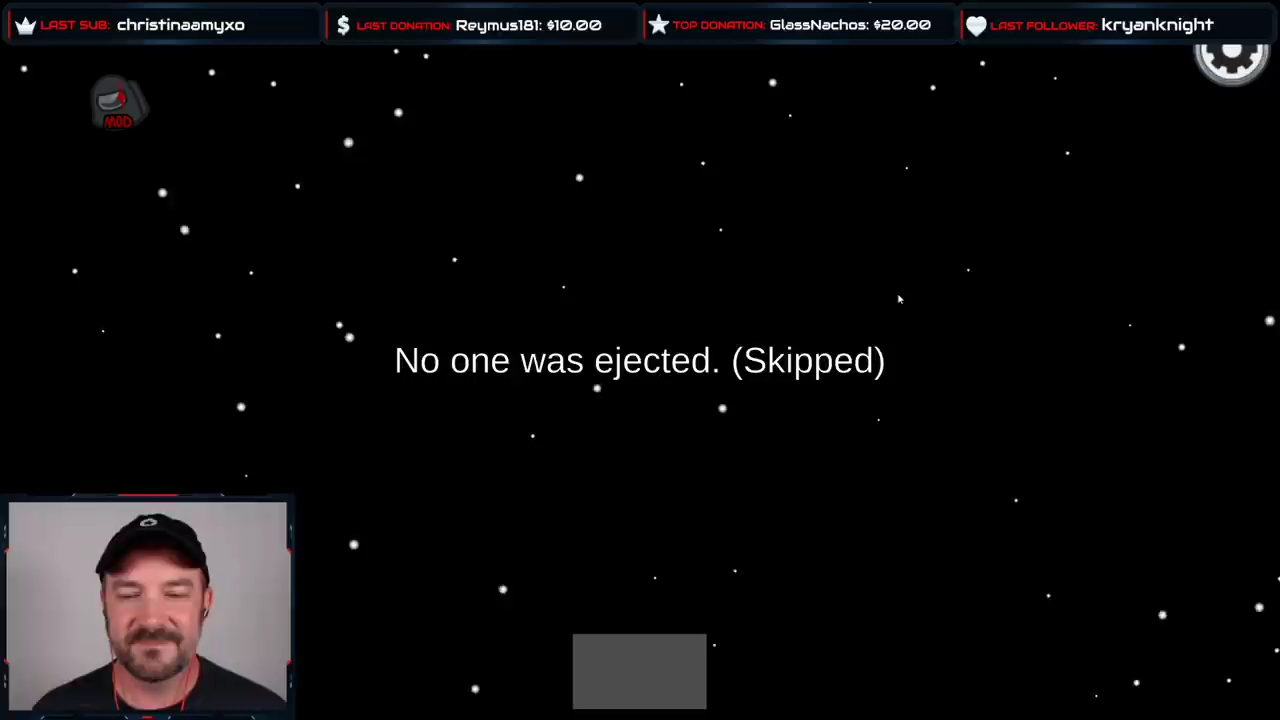 LAST SUB: christinaamyxo
$ LAST DONATION: Reymus181: $10.00
TOP DONATION: GlassNachos: $20.00
LAST FOLLOWER: kryanknight
MOD
No one was ejected. (Skipped)